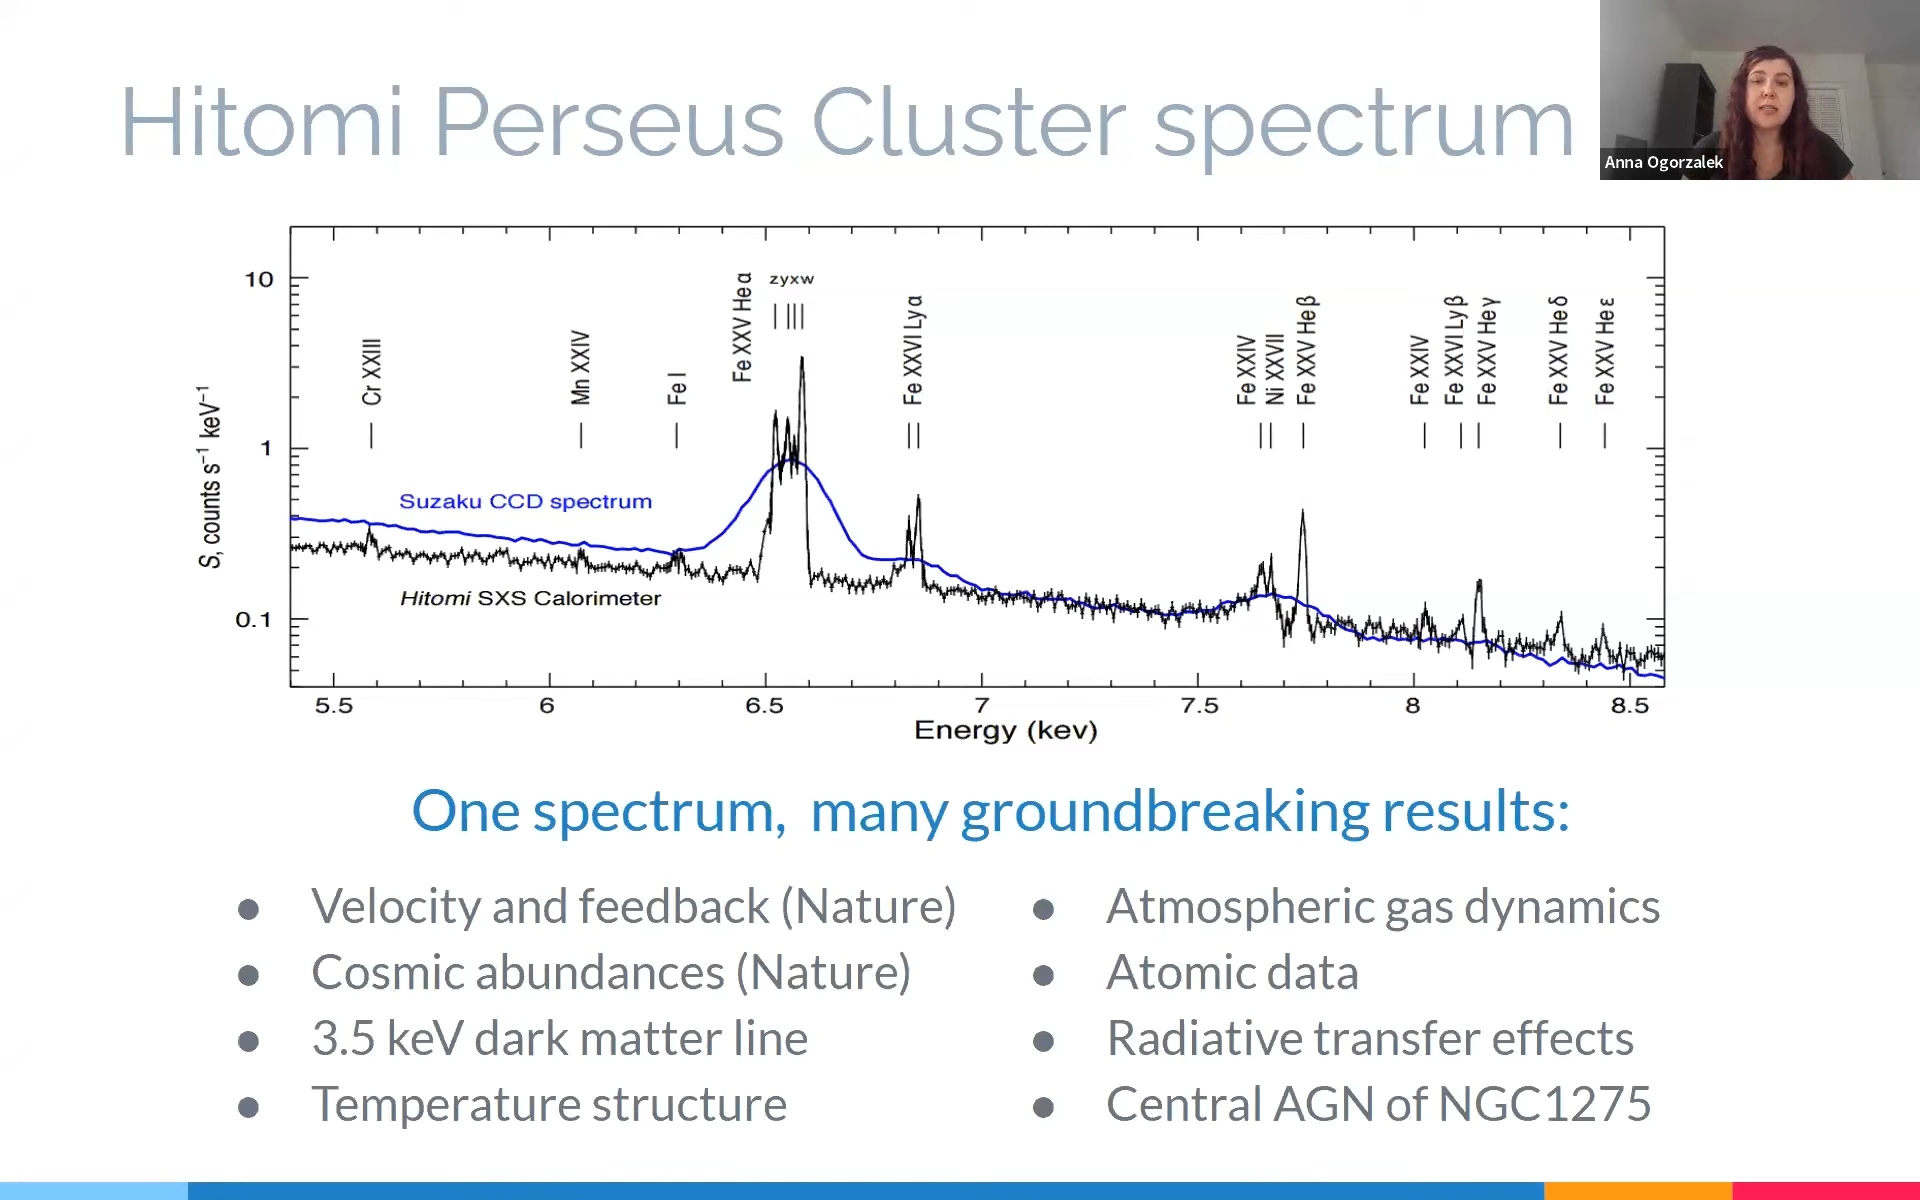 Hitomi Perseus Cluster spectrum
Anna Ogorzalek
10
1
0.1
S, counts s⁻¹ keV⁻¹
Cr XXIII
Mn XXIV
Fe I
Fe XXV Heα
zyxw
Fe XXVI Lyα
Fe XXIV
Ni XXVII
Fe XXV Heβ
Fe XXIV
Fe XXVI Lyβ
Fe XXV Heγ
Fe XXV Heδ
Fe XXV Heε
Suzaku CCD spectrum
Hitomi SXS Calorimeter
5.5 6 6.5 7 7.5 8 8.5
Energy (kev)
One spectrum, many groundbreaking results:
● Velocity and feedback (Nature)
● Cosmic abundances (Nature)
● 3.5 keV dark matter line
● Temperature structure
● Atmospheric gas dynamics
● Atomic data
● Radiative transfer effects
● Central AGN of NGC1275